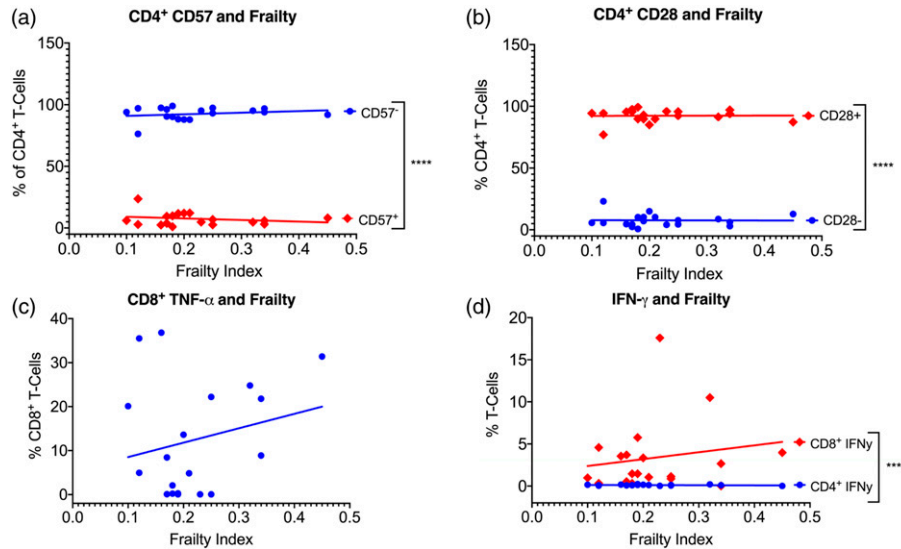 (a)
CD4⁺ CD57 and Frailty
% of CD4⁺ T-Cells
150
100
50
0
0.0 0.1 0.2 0.3 0.4 0.5
Frailty Index
CD57⁻
CD57⁺
****
(b)
CD4⁺ CD28 and Frailty
% CD4⁺ T-Cells
150
100
50
0
0.0 0.1 0.2 0.3 0.4 0.5
Frailty Index
CD28+
CD28-
****
(c)
CD8⁺ TNF-α and Frailty
% CD8⁺ T-Cells
40
30
20
10
0
0.0 0.1 0.2 0.3 0.4 0.5
Frailty Index
(d)
IFN-γ and Frailty
% T-Cells
20
15
10
5
0
0.0 0.1 0.2 0.3 0.4 0.5
Frailty Index
CD8⁺ IFNy
CD4⁺ IFNy
***